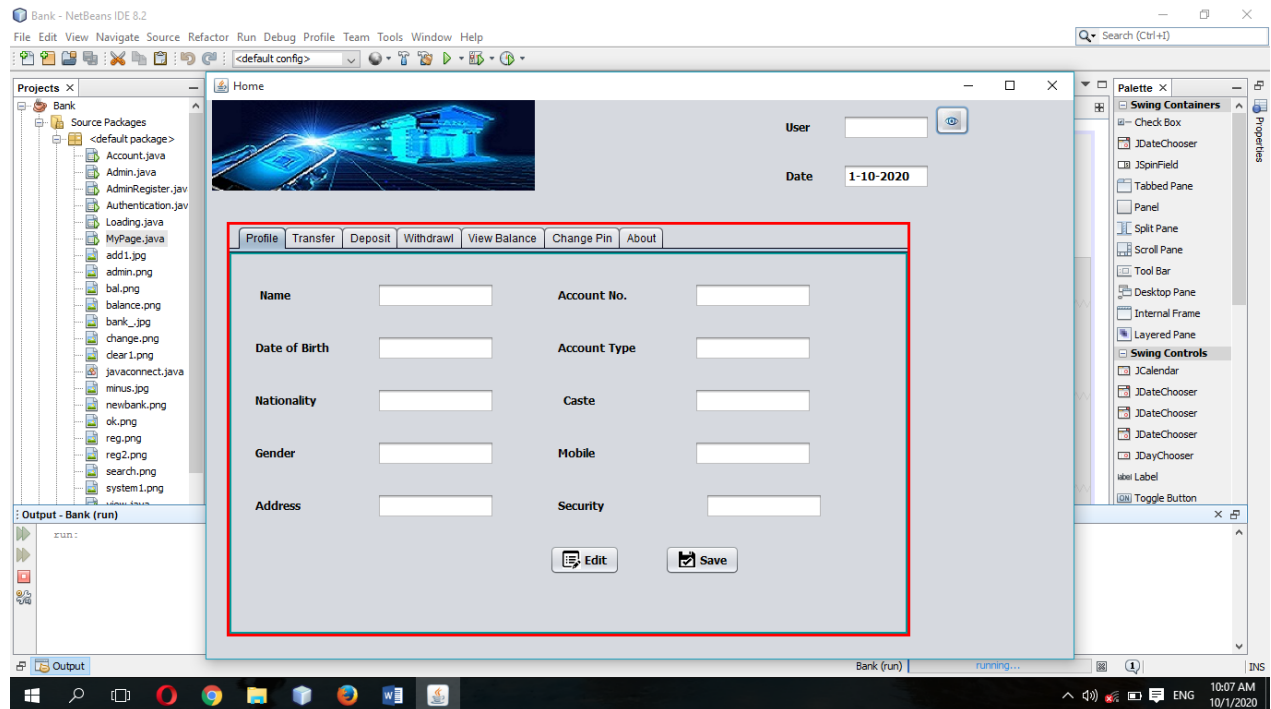 Bank - NetBeans IDE 8.2
File Edit View Navigate Source Refactor Run Debug Profile Team Tools Window Help
Search (Ctrl+I)
<default config>
Projects
Bank
Source Packages
<default package>
Account.java
Admin.java
AdminRegister.jav
Authentication.jav
Loading.java
MyPage.java
add1.jpg
admin.png
bal.png
balance.png
bank_.jpg
change.png
clear1.png
javaconnect.java
minus.jpg
newbank.png
ok.png
reg.png
reg2.png
search.png
system1.png
view.java
Home
User
Date 1-10-2020
Profile Transfer Deposit Withdrawl View Balance Change Pin About
Name Account No.
Date of Birth Account Type
Nationality Caste
Gender Mobile
Address Security
Edit Save
Palette
Swing Containers
Check Box
JDateChooser
JSpinField
Tabbed Pane
Panel
Split Pane
Scroll Pane
Tool Bar
Desktop Pane
Internal Frame
Layered Pane
Swing Controls
JCalendar
JDateChooser
JDateChooser
JDateChooser
JDayChooser
label Label
ON Toggle Button
Properties
Output - Bank (run)
run:
Output
Bank (run) running...
1
INS
ENG
10:07 AM
10/1/2020